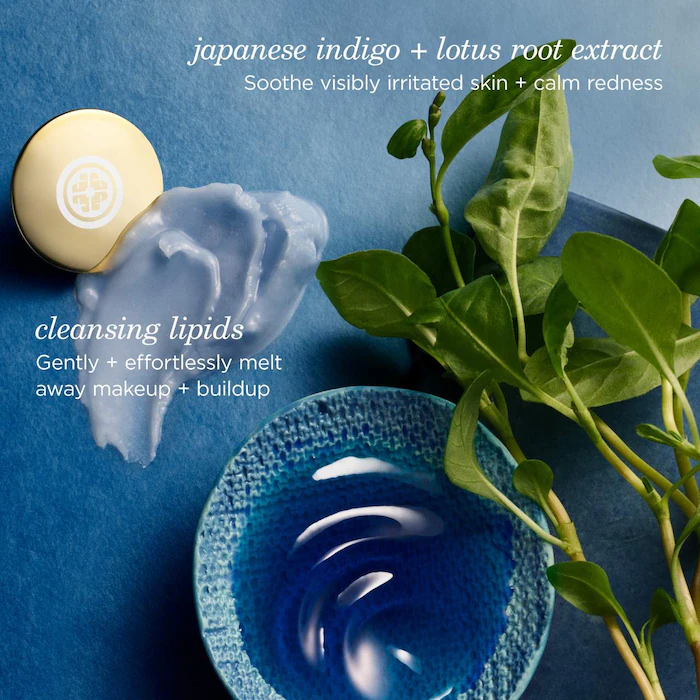 japanese indigo + lotus root extract
Soothe visibly irritated skin + calm redness
cleansing lipids
Gently + effortlessly melt
away makeup + buildup